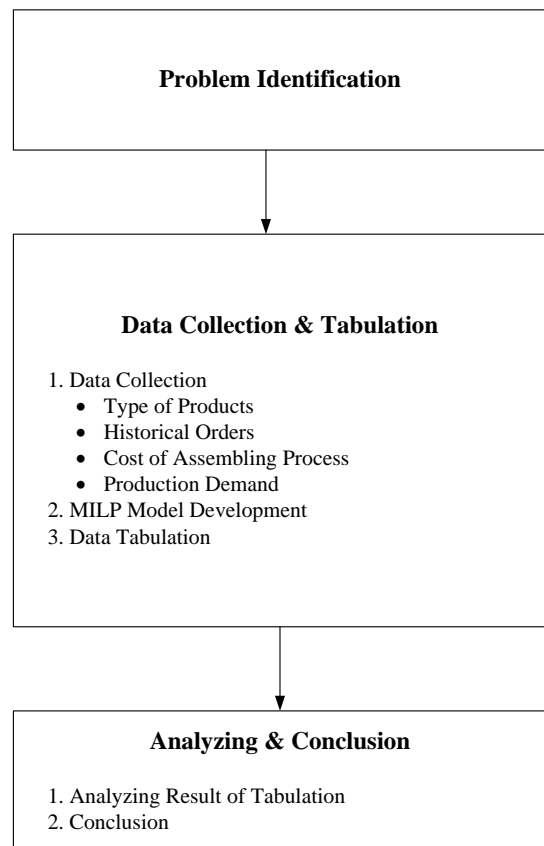 Problem Identification
Data Collection & Tabulation
1. Data Collection
• Type of Products
• Historical Orders
• Cost of Assembling Process
• Production Demand
2. MILP Model Development
3. Data Tabulation
Analyzing & Conclusion
1. Analyzing Result of Tabulation
2. Conclusion